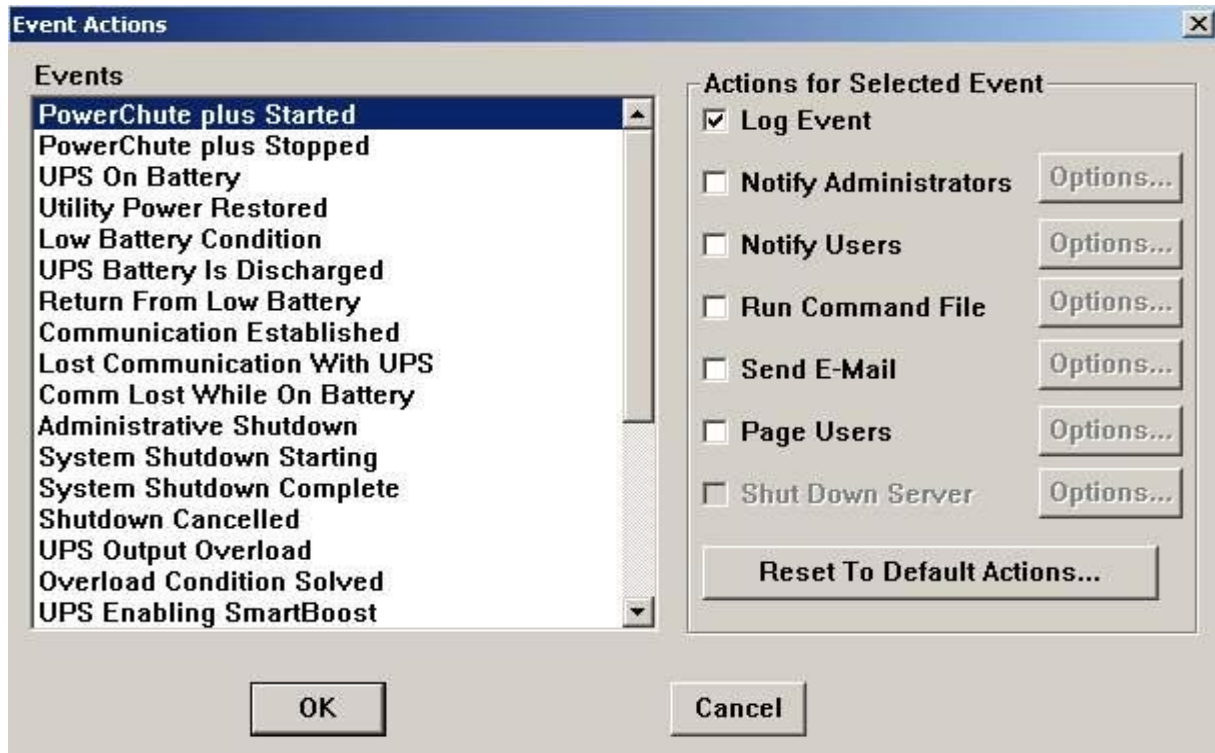 Event Actions
Events
PowerChute plus Started
PowerChute plus Stopped
UPS On Battery
Utility Power Restored
Low Battery Condition
UPS Battery Is Discharged
Return From Low Battery
Communication Established
Lost Communication With UPS
Comm Lost While On Battery
Administrative Shutdown
System Shutdown Starting
System Shutdown Complete
Shutdown Cancelled
UPS Output Overload
Overload Condition Solved
UPS Enabling SmartBoost
Actions for Selected Event
Log Event
Notify Administrators Options...
Notify Users Options...
Run Command File Options...
Send E-Mail Options...
Page Users Options...
Shut Down Server Options...
Reset To Default Actions...
OK Cancel